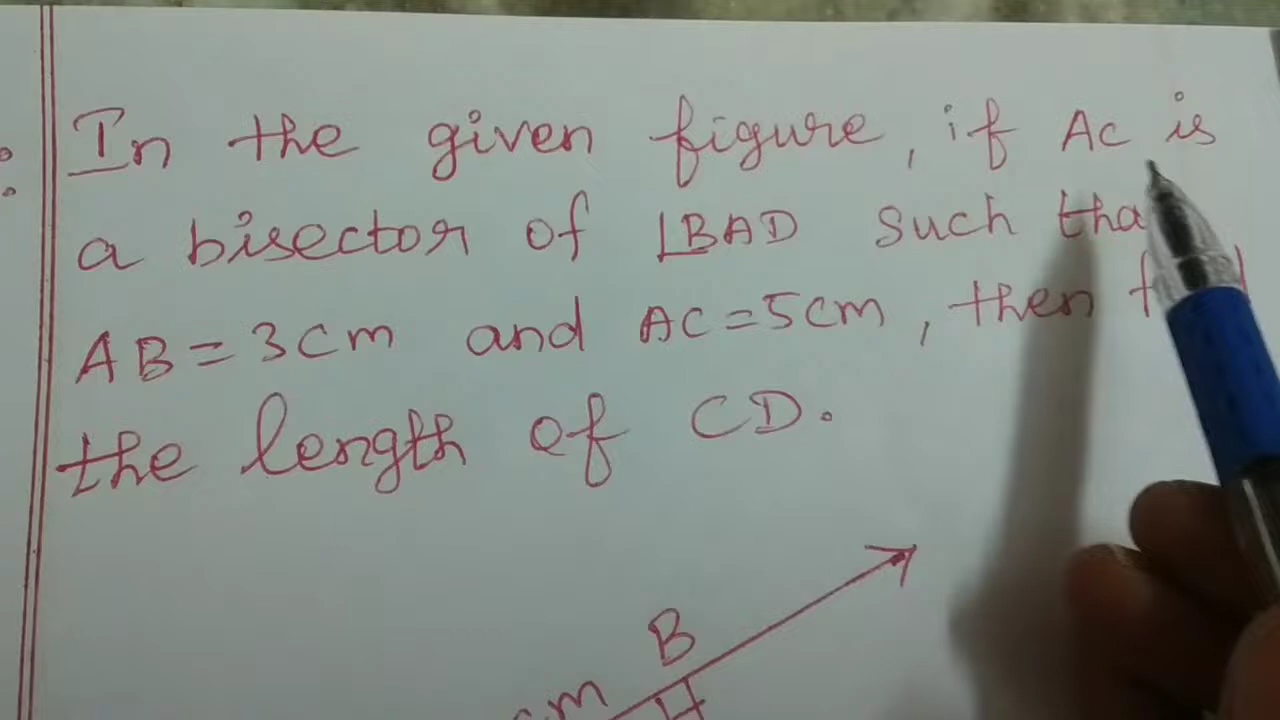 In the given figure, if AC is
a bisector of ∠BAD such
AB = 3cm and AC = 5cm, then
the length of CD.
B
cm